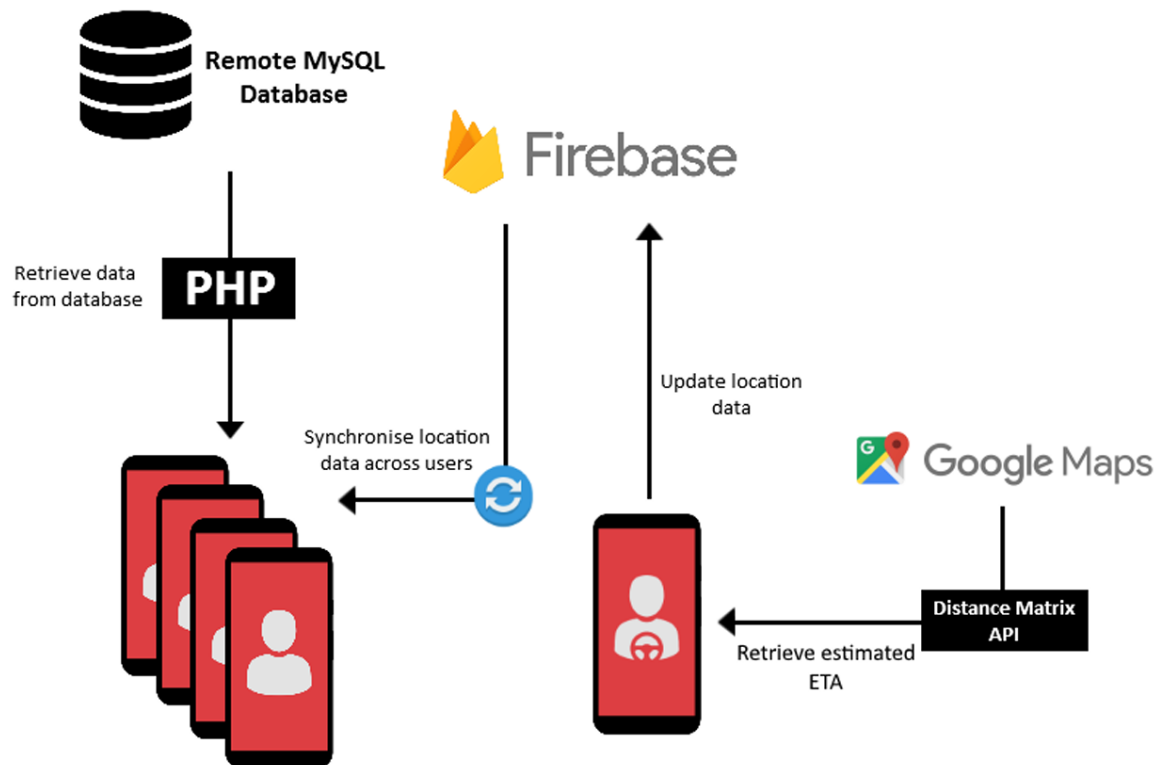 Remote MySQL
Database
Firebase
Retrieve data
from database
PHP
Update location
data
Synchronise location
data across users
G
Google Maps
Distance Matrix
API
Retrieve estimated
ETA